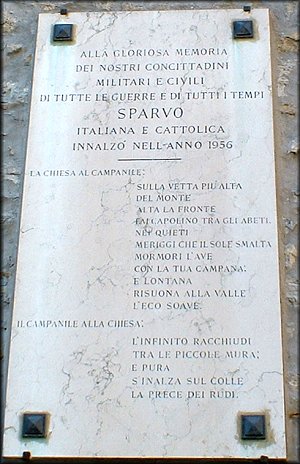 ALLA GLORIOSA MEMORIA
DEI NOSTRI CONCITTADINI
MILITARI E CIVILI
DI TUTTE LE GUERRE E DI TUTTI I TEMPI
SPARVO
ITALIANA E CATTOLICA
INNALZÒ NELL'ANNO 1956
LA CHIESA AL CAMPANILE:
SULLA VETTA PIÙ ALTA
DEL MONTE
ALTA LA FRONTE
FAI CAPOLINO TRA GLI ABETI.
NEI QUIETI
MERIGGI CHE IL SOLE SMALTA
MORMORI L'AVE
CON LA TUA CAMPANA:
E LONTANA
RISUONA ALLA VALLE
L'ECO SOAVE.
IL CAMPANILE ALLA CHIESA:
L'INFINITO RACCHIUDI
TRA LE PICCOLE MURA:
E PURA
S'INALZA SUL COLLE
LA PRECE DEI RUDI.